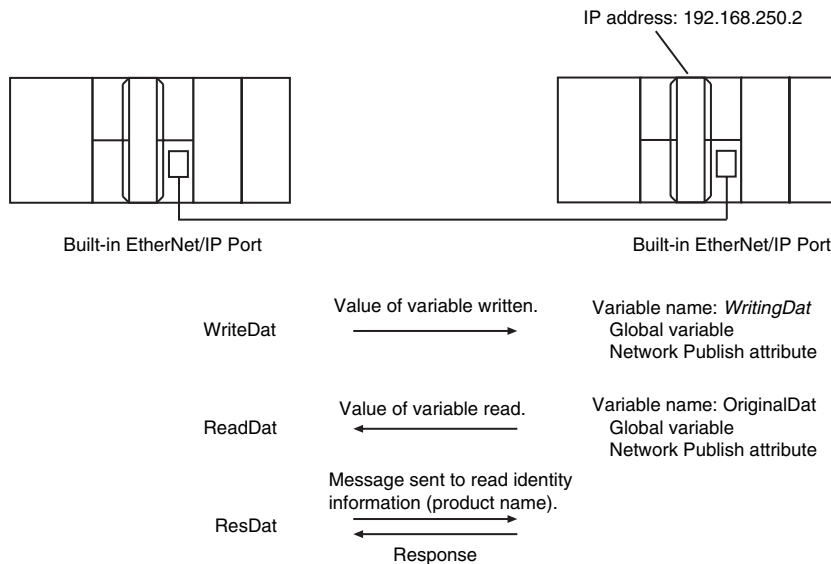 IP address: 192.168.250.2
Built-in EtherNet/IP Port
Built-in EtherNet/IP Port
WriteDat
Value of variable written.
Variable name: WritingDat
Global variable
Network Publish attribute
ReadDat
Value of variable read.
Variable name: OriginalDat
Global variable
Network Publish attribute
Message sent to read identity
information (product name).
ResDat
Response